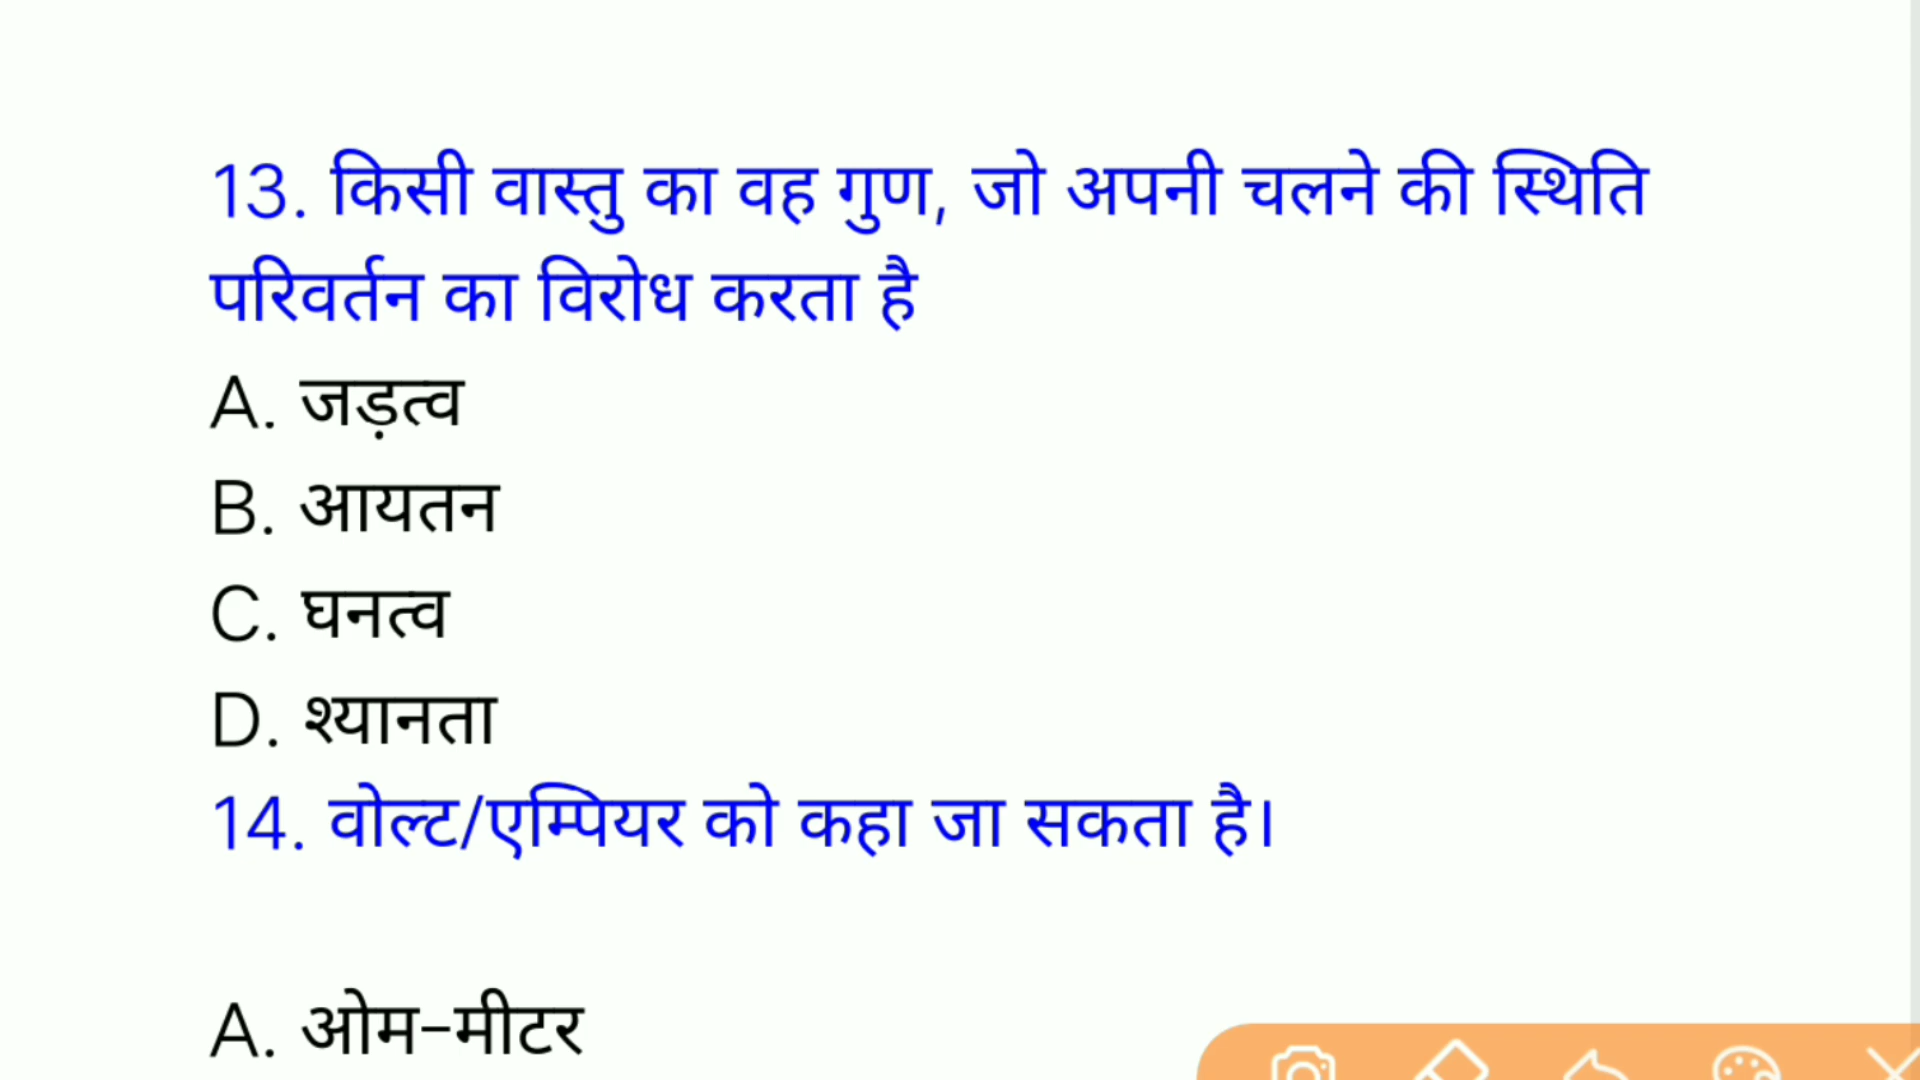 13. किसी वास्तु का वह गुण, जो अपनी चलने की स्थिति
परिवर्तन का विरोध करता है
A. जड़त्व
B. आयतन
C. घनत्व
D. श्यानता
14. वोल्ट/एम्पियर को कहा जा सकता है।
A. ओम-मीटर